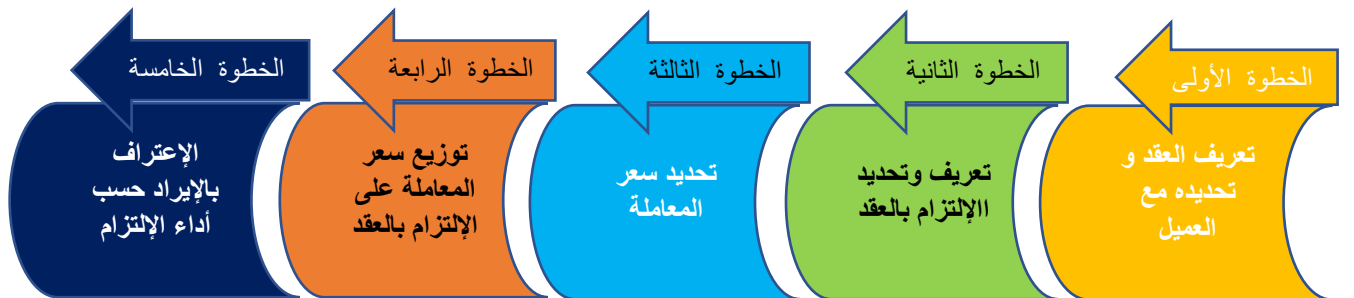 الخطوة الأولى
تعريف العقد و
تحديده مع
العميل
الخطوة الثانية
تعريف وتحديد
االإلتزام بالعقد
الخطوة الثالثة
تحديد سعر
المعاملة
الخطوة الرابعة
توزيع سعر
المعاملة على
الإلتزام بالعقد
الخطوة الخامسة
الإعتراف
بالإيراد حسب
أداء الإلتزام